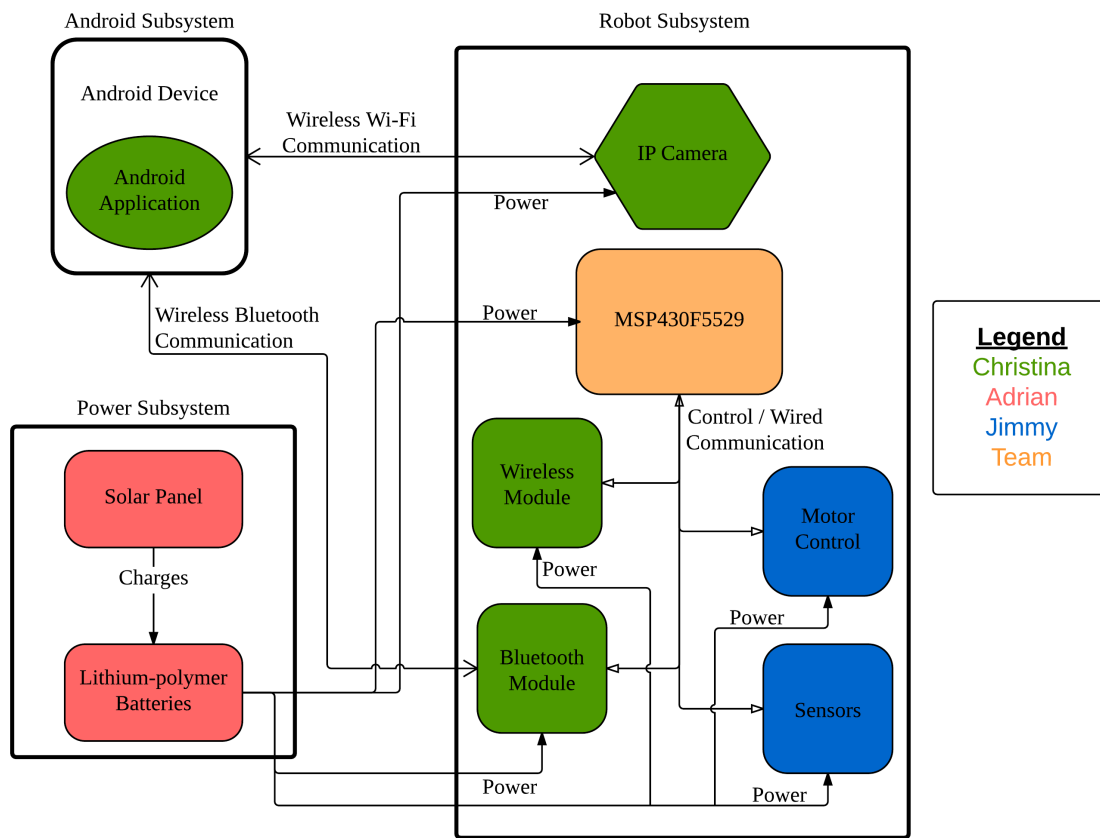 Android Subsystem
Robot Subsystem
Android Device
Android
Application
Wireless Wi-Fi
Communication
IP Camera
Power
Wireless Bluetooth
Communication
Power
MSP430F5529
Legend
Christina
Adrian
Jimmy
Team
Power Subsystem
Control / Wired
Communication
Solar Panel
Wireless
Module
Motor
Control
Charges
Power
Power
Lithium-polymer
Batteries
Bluetooth
Module
Sensors
Power
Power